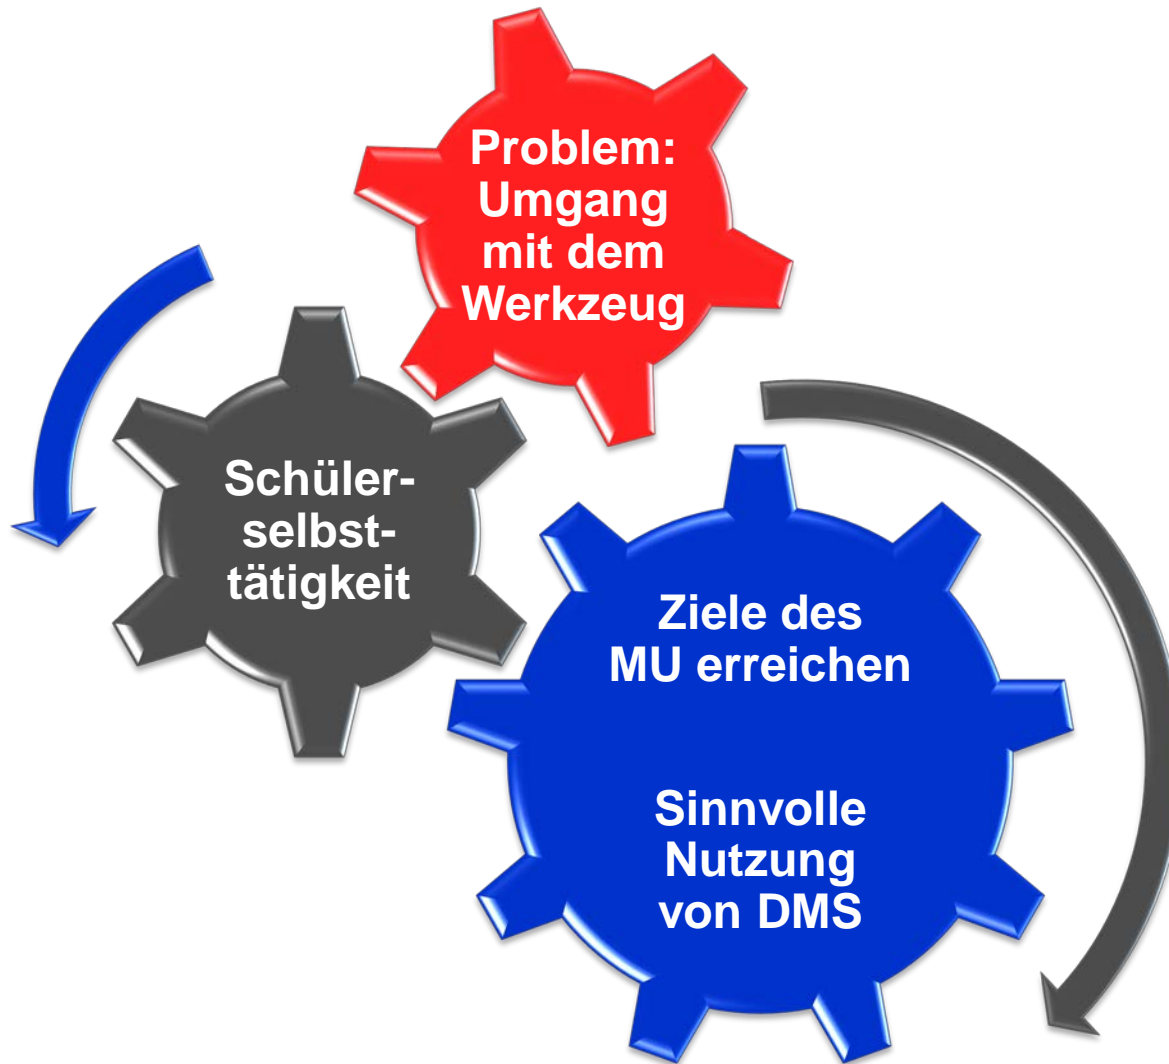 Problem:
Umgang
mit dem
Werkzeug
Schüler-
selbst-
tätigkeit
Ziele des
MU erreichen
Sinnvolle
Nutzung
von DMS